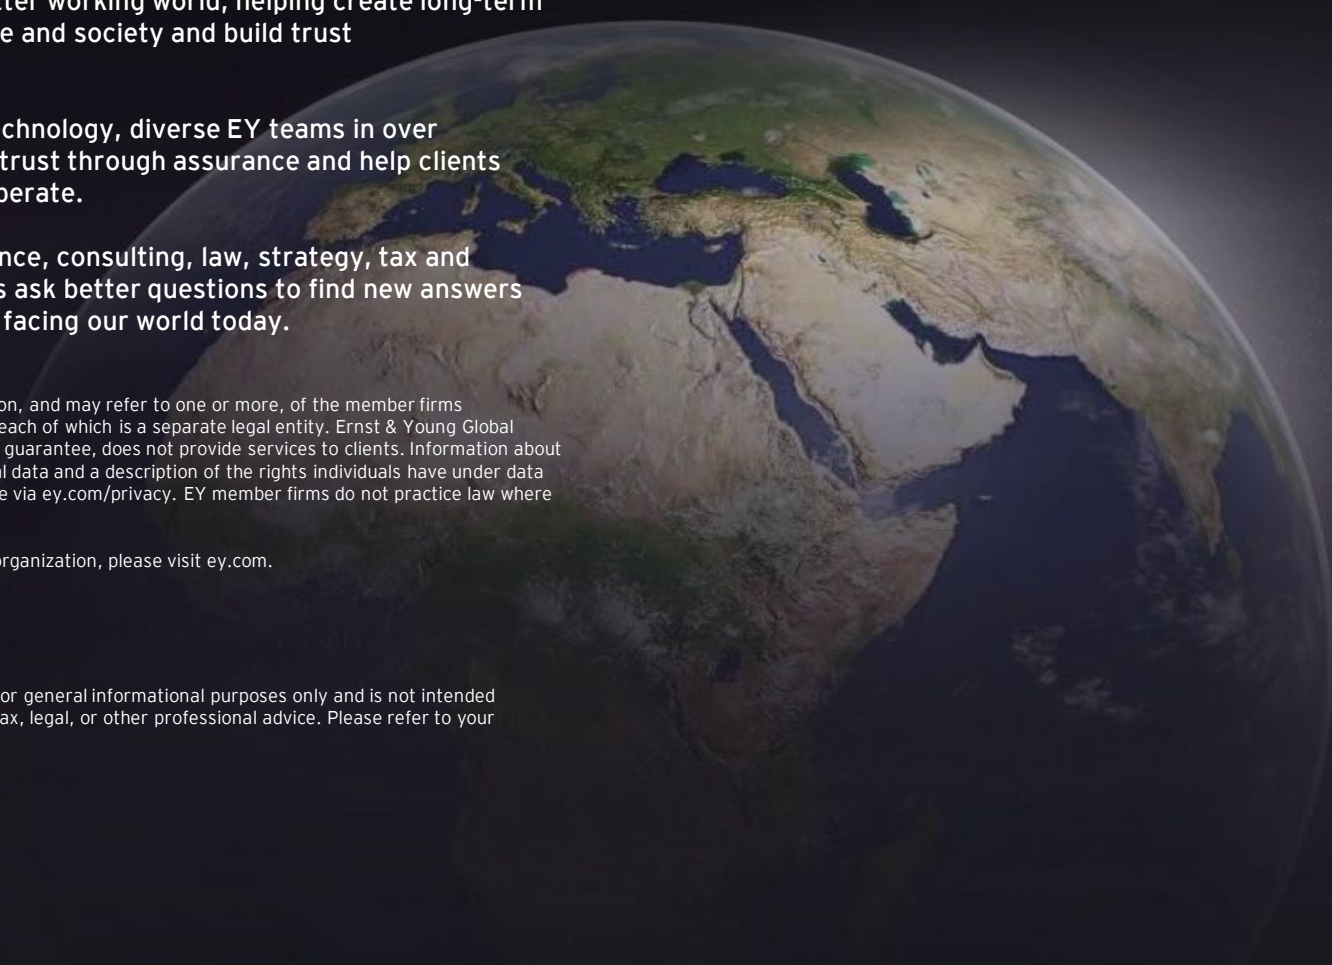 tter working world, helping create long-term
e and society and build trust
chnology, diverse EY teams in over
trust through assurance and help clients
perate.
nce, consulting, law, strategy, tax and
s ask better questions to find new answers
facing our world today.
on, and may refer to one or more, of the member firms
each of which is a separate legal entity. Ernst & Young Global
guarantee, does not provide services to clients. Information about
l data and a description of the rights individuals have under data
e via ey.com/privacy. EY member firms do not practice law where
organization, please visit ey.com.
or general informational purposes only and is not intended
ax, legal, or other professional advice. Please refer to your